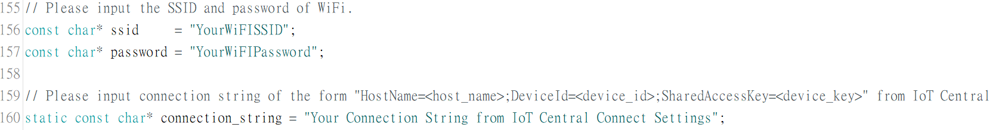 155 // Please input the SSID and password of WiFi.
156 const char* ssid     = "YourWiFISSID";
157 const char* password = "YourWiFIPassword";
158
159 // Please input connection string of the form "HostName=<host_name>;DeviceId=<device_id>;SharedAccessKey=<device_key>" from IoT Central
160 static const char* connection_string = "Your Connection String from IoT Central Connect Settings";